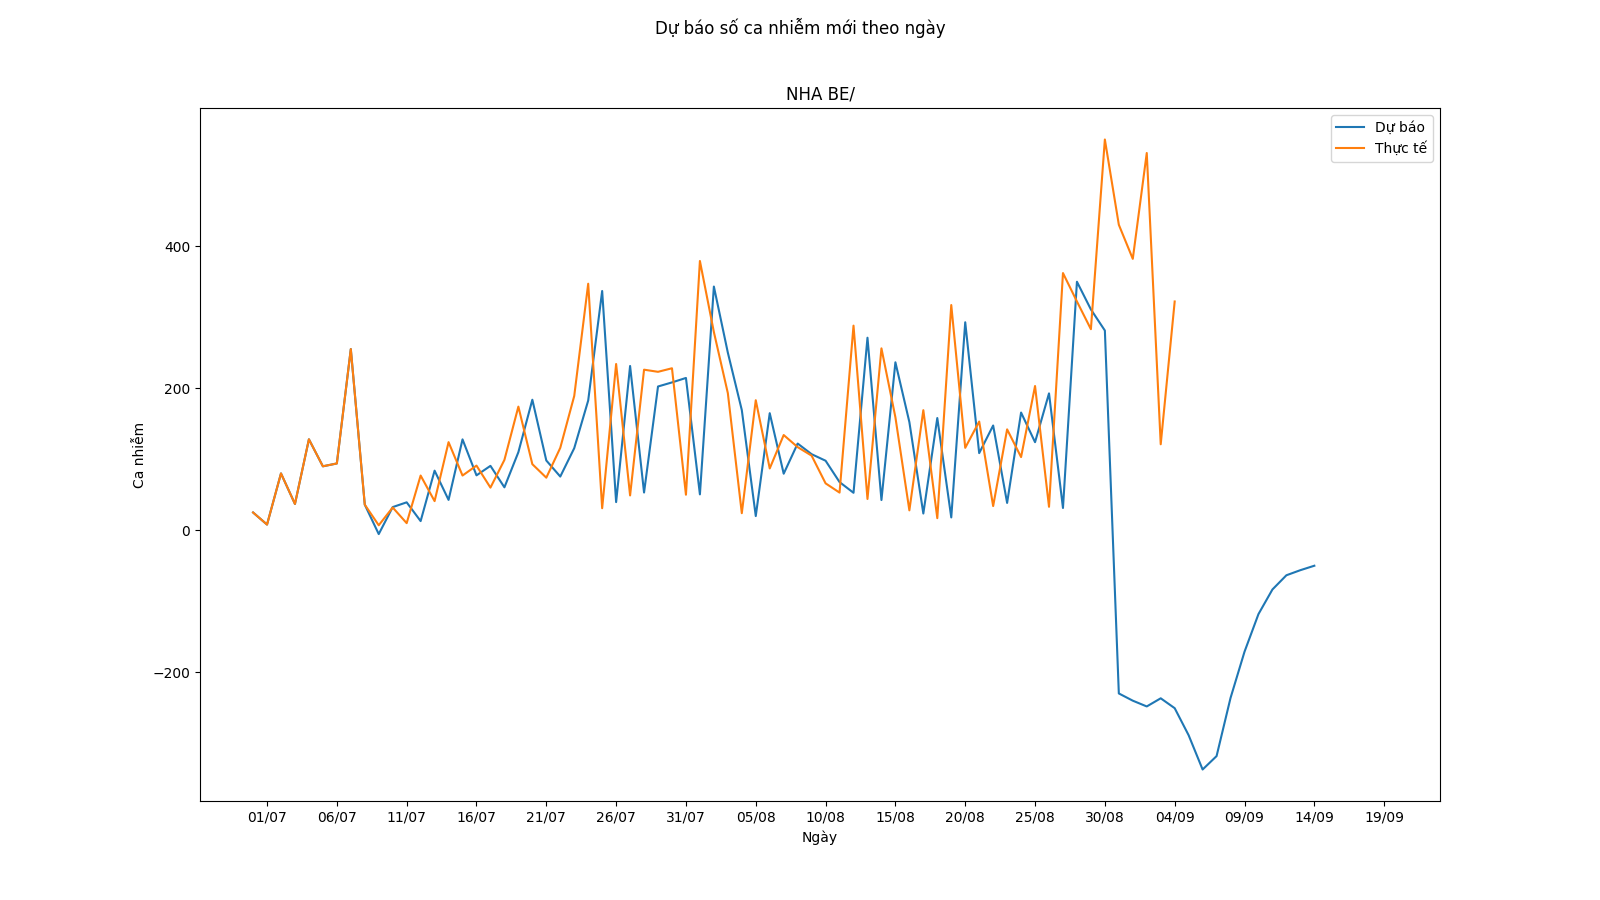 Dự báo số ca nhiễm mới theo ngày
NHA BE/
Dự báo
Thực tế
400
200
0
−200
Ca nhiễm
01/07 06/07 11/07 16/07 21/07 26/07 31/07 05/08 10/08 15/08 20/08 25/08 30/08 04/09 09/09 14/09 19/09
Ngày